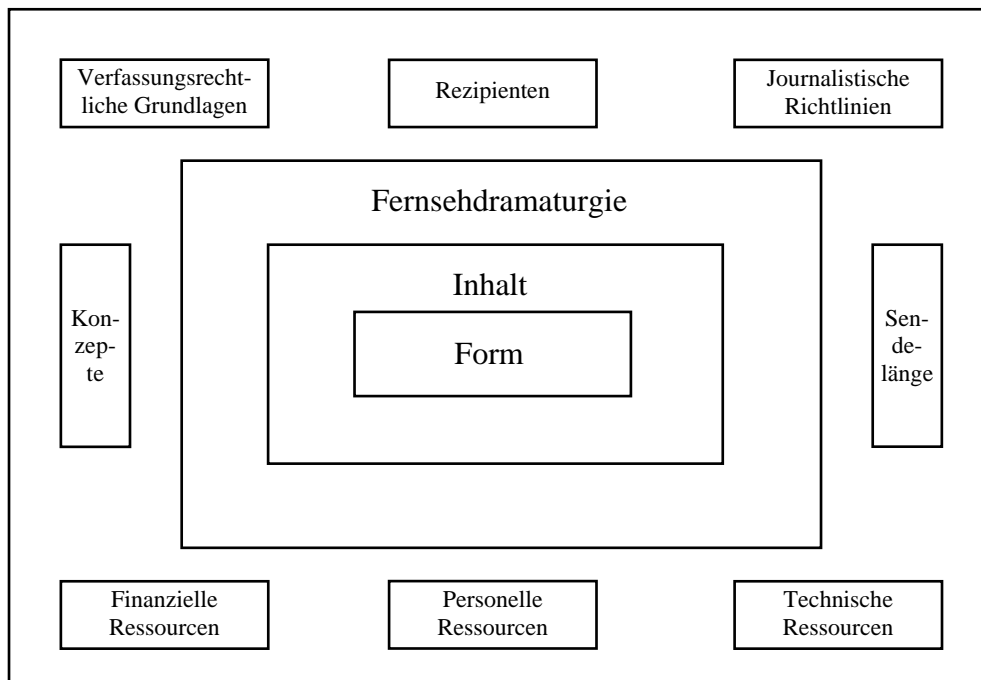 Verfassungsrecht-
liche Grundlagen
Rezipienten
Journalistische
Richtlinien
Fernsehdramaturgie
Inhalt
Form
Kon-
zep-
te
Sen-
de-
länge
Finanzielle
Ressourcen
Personelle
Ressourcen
Technische
Ressourcen